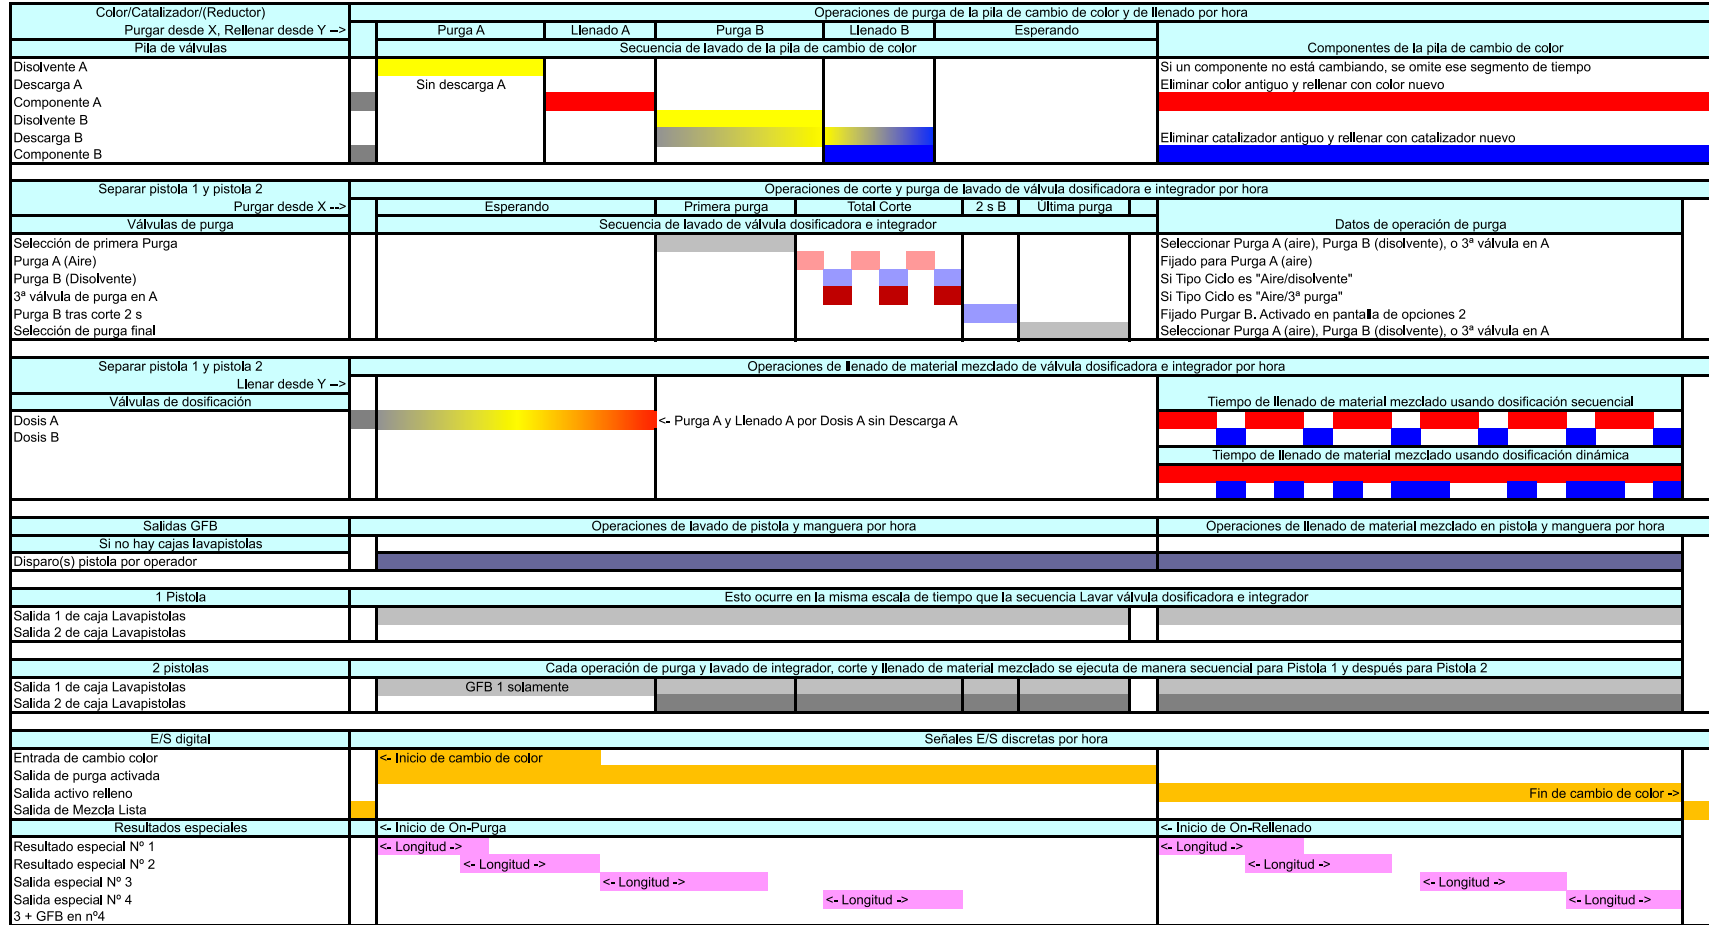 Color/Catalizador/(Reductor)
Operaciones de purga de la pila de cambio de color y de llenado por hora
Purgar desde X, Rellenar desde Y –>
Purga A
Llenado A
Purga B
Llenado B
Esperando
Pila de válvulas
Secuencia de lavado de la pila de cambio de color
Componentes de la pila de cambio de color
Disolvente A
Si un componente no está cambiando, se omite ese segmento de tiempo
Descarga A
Sin descarga A
Eliminar color antiguo y rellenar con color nuevo
Componente A
Disolvente B
Descarga B
Eliminar catalizador antiguo y rellenar con catalizador nuevo
Componente B
Separar pistola 1 y pistola 2
Operaciones de corte y purga de lavado de válvula dosificadora e integrador por hora
Purgar desde X -->
Esperando
Primera purga
Total Corte
2 s B
Última purga
Válvulas de purga
Secuencia de lavado de válvula dosificadora e integrador
Datos de operación de purga
Selección de primera Purga
Seleccionar Purga A (aire), Purga B (disolvente), o 3ª válvula en A
Purga A (Aire)
Fijado para Purga A (aire)
Purga B (Disolvente)
Si Tipo Ciclo es "Aire/disolvente"
3ª válvula de purga en A
Si Tipo Ciclo es "Aire/3ª purga"
Purga B tras corte 2 s
Fijado Purgar B. Activado en pantalla de opciones 2
Selección de purga final
Seleccionar Purga A (aire), Purga B (disolvente), o 3ª válvula en A
Separar pistola 1 y pistola 2
Operaciones de llenado de material mezclado de válvula dosificadora e integrador por hora
Llenar desde Y –>
Válvulas de dosificación
Tiempo de llenado de material mezclado usando dosificación secuencial
Dosis A
<- Purga A y Llenado A por Dosis A sin Descarga A
Dosis B
Tiempo de llenado de material mezclado usando dosificación dinámica
Salidas GFB
Operaciones de lavado de pistola y manguera por hora
Operaciones de llenado de material mezclado en pistola y manguera por hora
Si no hay cajas lavapistolas
Disparo(s) pistola por operador
1 Pistola
Esto ocurre en la misma escala de tiempo que la secuencia Lavar válvula dosificadora e integrador
Salida 1 de caja Lavapistolas
Salida 2 de caja Lavapistolas
2 pistolas
Cada operación de purga y lavado de integrador, corte y llenado de material mezclado se ejecuta de manera secuencial para Pistola 1 y después para Pistola 2
Salida 1 de caja Lavapistolas
GFB 1 solamente
Salida 2 de caja Lavapistolas
E/S digital
Señales E/S discretas por hora
Entrada de cambio color
<- Inicio de cambio de color
Salida de purga activada
Salida activo relleno
Fin de cambio de color ->
Salida de Mezcla Lista
Resultados especiales
<- Inicio de On-Purga
<- Inicio de On-Rellenado
Resultado especial Nº 1
<- Longitud ->
<- Longitud ->
Resultado especial Nº 2
<- Longitud ->
<- Longitud ->
Salida especial Nº 3
<- Longitud ->
<- Longitud ->
Salida especial Nº 4
<- Longitud ->
<- Longitud ->
3 + GFB en nº4